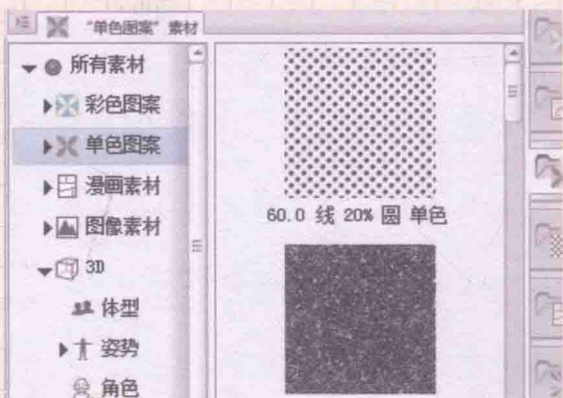 “单色图案”素材
所有素材
彩色图案
单色图案
漫画素材
图像素材
3D
体型
姿势
角色
60.0 线 20% 圆 单色